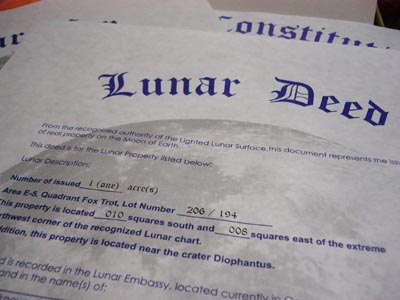 Constitu
Lunar Deed
From the recognized authority of the Lighted Lunar Surface, this document represents the
of real property on the Moon of Earth.
This deed is for the Lunar Property listed below:
Lunar Description:
Number of issued 1 (one) acre(s)
Area E-5, Quadrant Fox Trot, Lot Number 206 / 194
This property is located 010 squares south and 008 squares east of the extreme
northwest corner of the recognized Lunar chart.
ddition, this property is located near the crater Diophantus.
d is recorded in the Lunar Embassy, located currently in
and in the name(s) of: